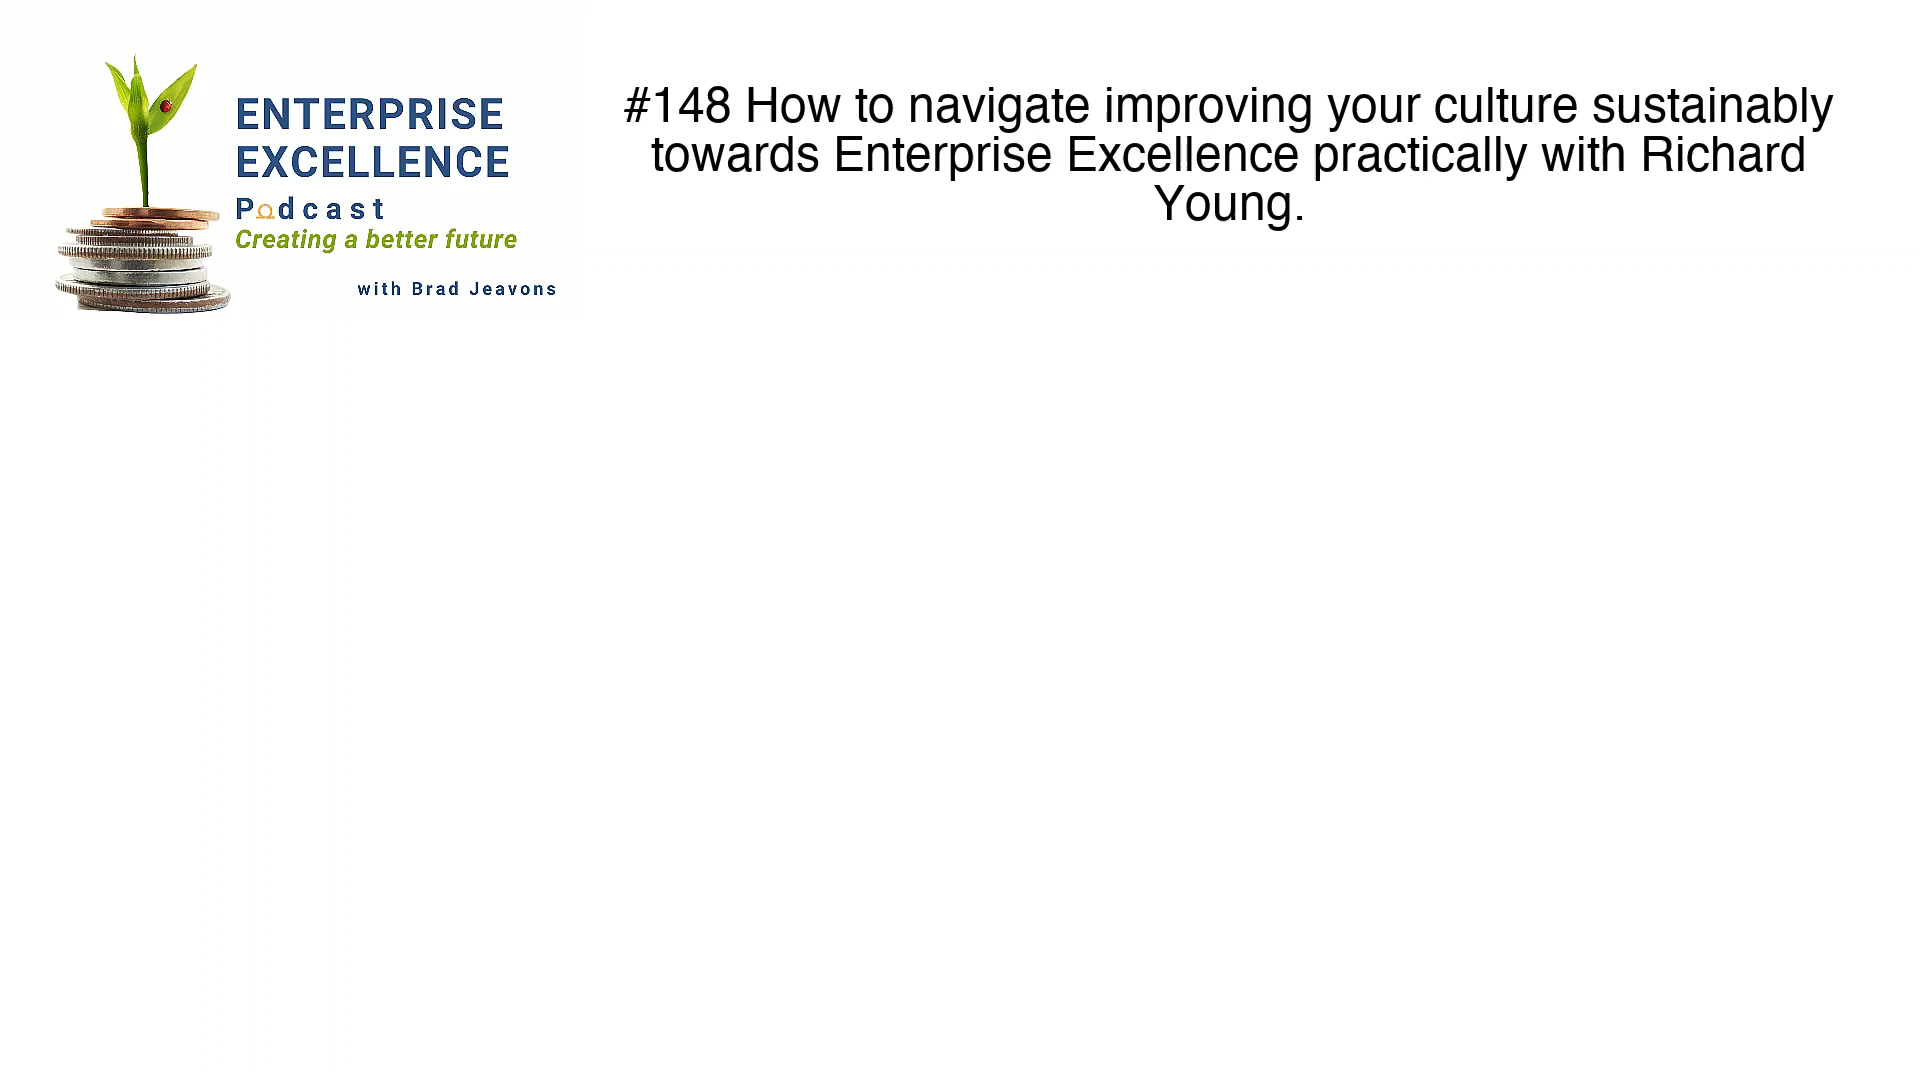 ENTERPRISE
EXCELLENCE
Podcast
Creating a better future
with Brad Jeavons
#148 How to navigate improving your culture sustainably
towards Enterprise Excellence practically with Richard
Young.